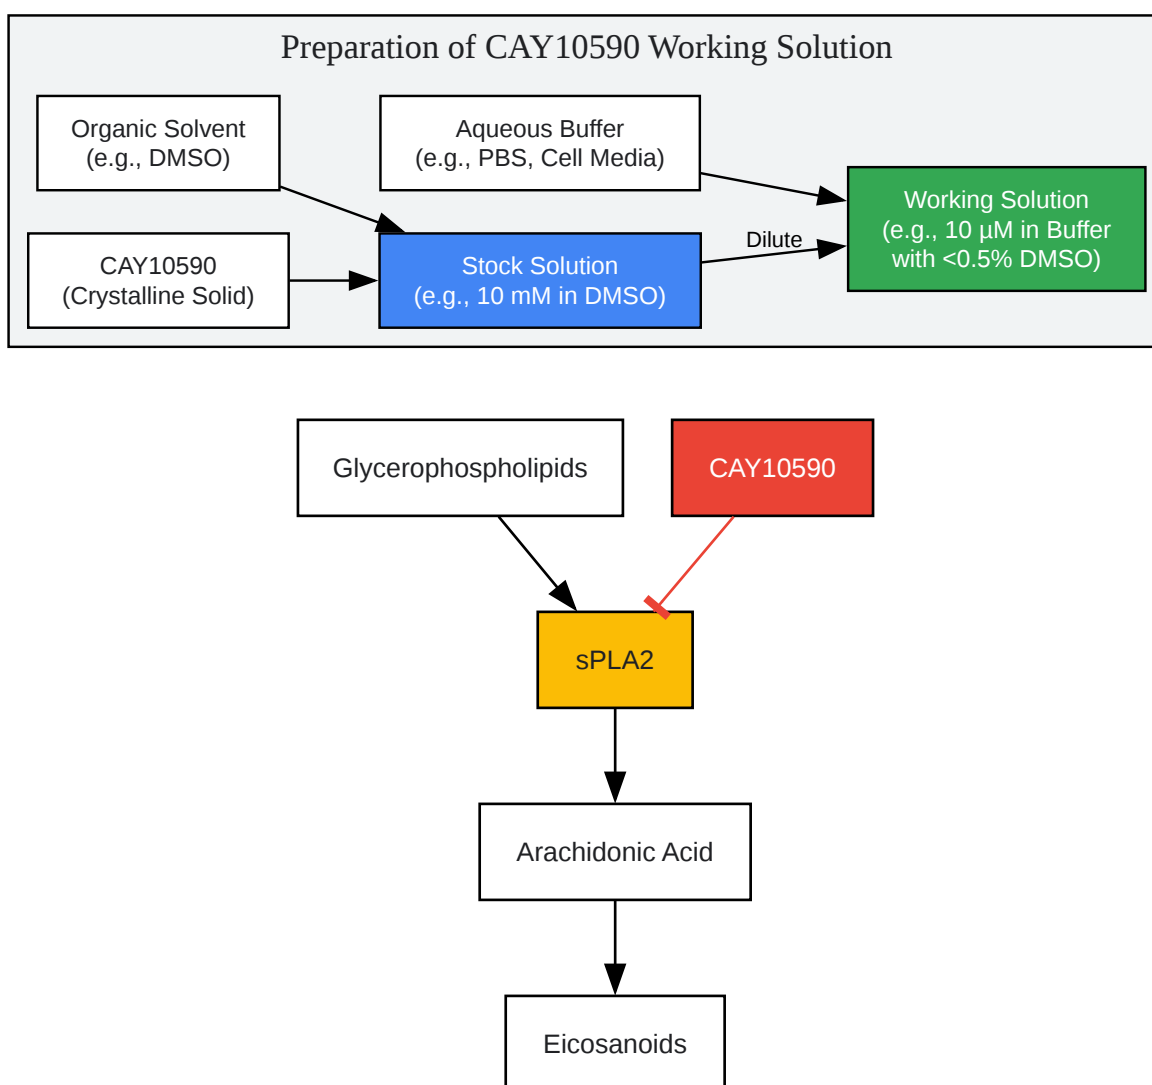 Preparation of CAY10590 Working Solution
Organic Solvent
(e.g., DMSO)
Aqueous Buffer
(e.g., PBS, Cell Media)
CAY10590
(Crystalline Solid)
Stock Solution
(e.g., 10 mM in DMSO)
Dilute
Working Solution
(e.g., 10 µM in Buffer
with <0.5% DMSO)
Glycerophospholipids
CAY10590
sPLA2
Arachidonic Acid
Eicosanoids